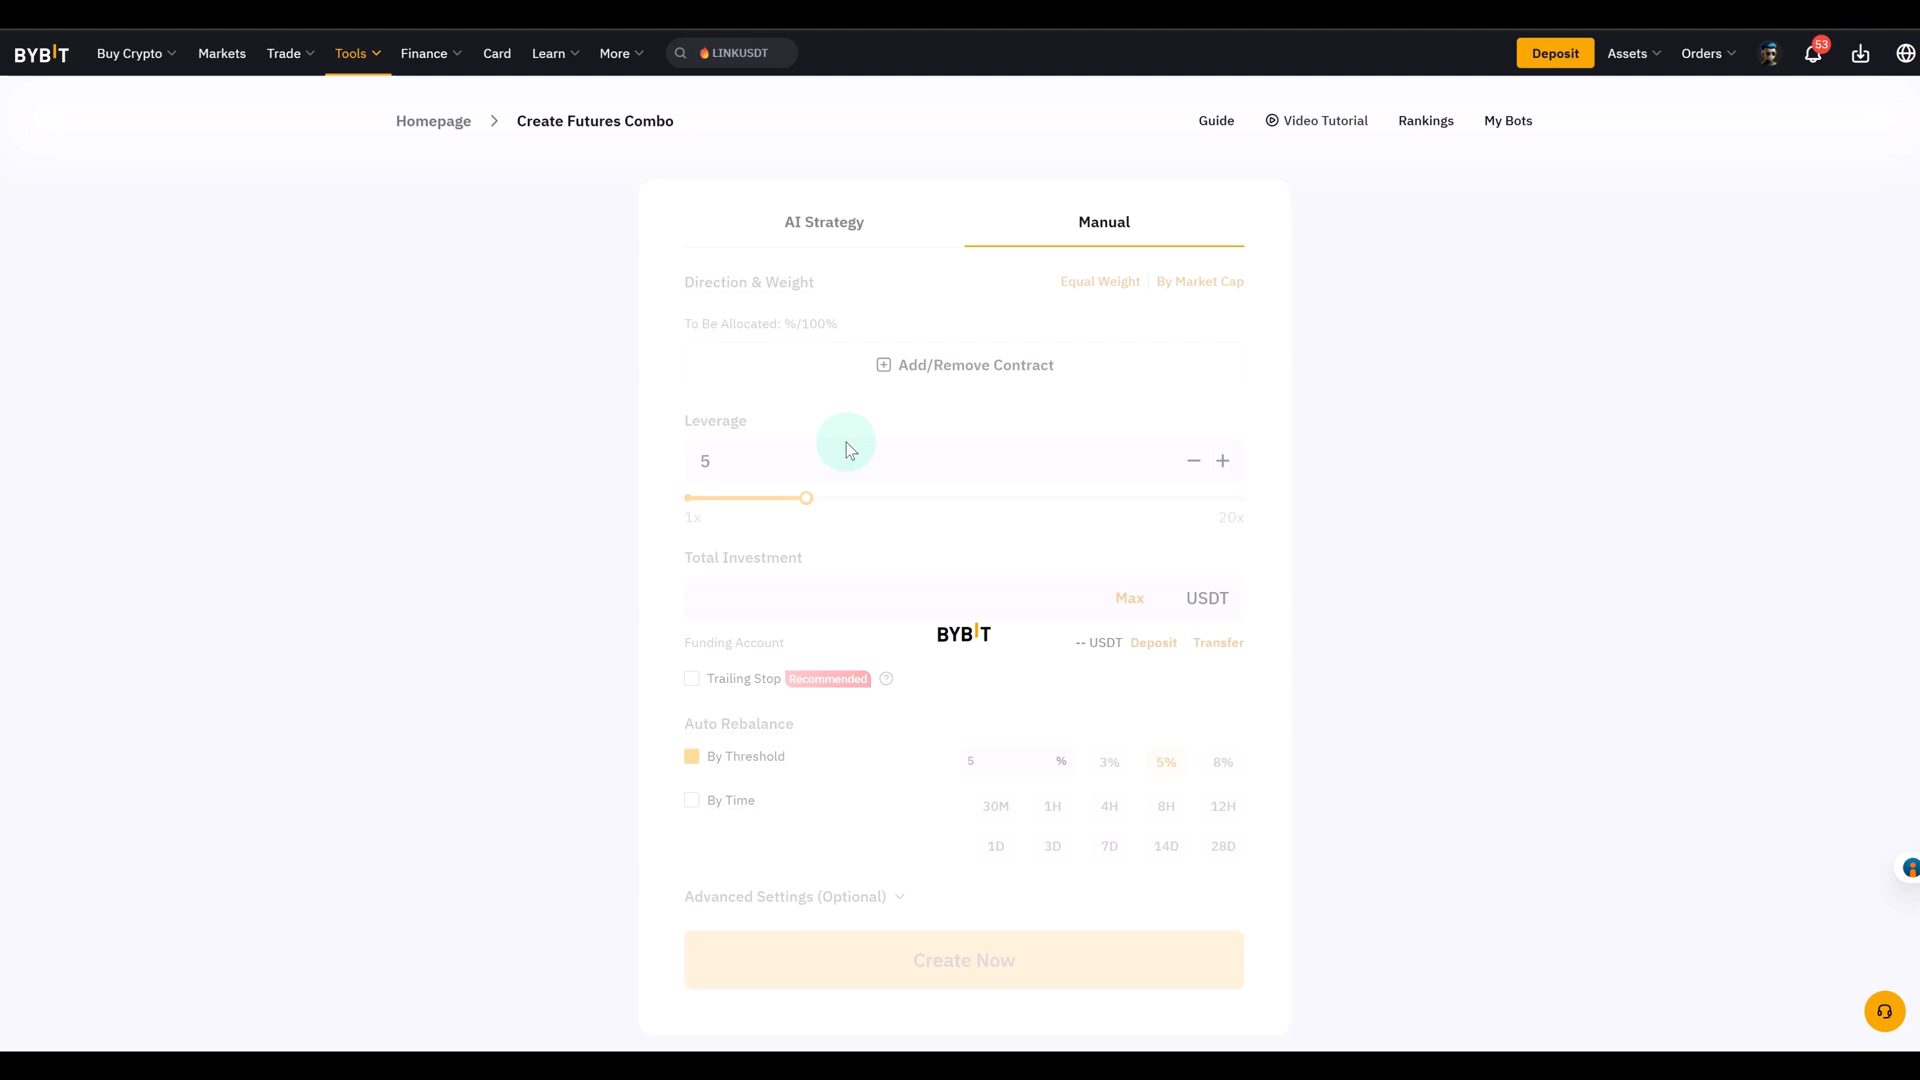 BYBIT Buy Crypto Markets Trade Tools Finance Card Learn More LINKUSDT Deposit Assets Orders 53
Homepage > Create Futures Combo Guide Video Tutorial Rankings My Bots
AI Strategy Manual
Direction & Weight Equal Weight By Market Cap
To Be Allocated: %/100%
Add/Remove Contract
Leverage
5
1x 20x
Total Investment
Max USDT
BYBIT
Funding Account -- USDT Deposit Transfer
Trailing Stop Recommended
Auto Rebalance
By Threshold 5 % 3% 5% 8%
By Time 30M 1H 4H 8H 12H
1D 3D 7D 14D 28D
Advanced Settings (Optional)
Create Now